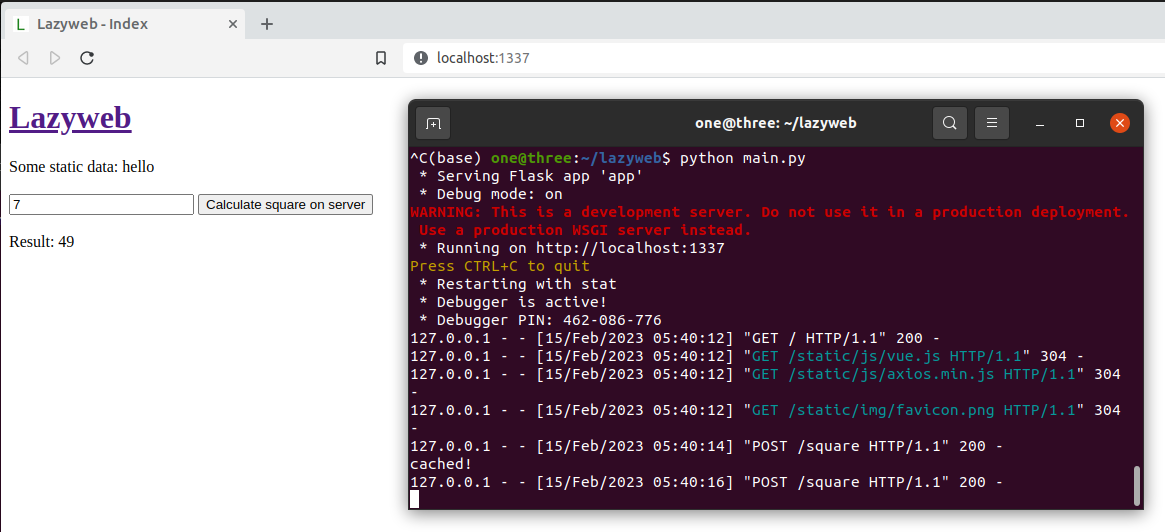 Lazyweb - Index
localhost:1337
Lazyweb
Some static data: hello
7 Calculate square on server
Result: 49
one@three: ~/lazyweb
^C(base) one@three:~/lazyweb$ python main.py
 * Serving Flask app 'app'
 * Debug mode: on
WARNING: This is a development server. Do not use it in a production deployment.
 Use a production WSGI server instead.
 * Running on http://localhost:1337
Press CTRL+C to quit
 * Restarting with stat
 * Debugger is active!
 * Debugger PIN: 462-086-776
127.0.0.1 - - [15/Feb/2023 05:40:12] "GET / HTTP/1.1" 200 -
127.0.0.1 - - [15/Feb/2023 05:40:12] "GET /static/js/vue.js HTTP/1.1" 304 -
127.0.0.1 - - [15/Feb/2023 05:40:12] "GET /static/js/axios.min.js HTTP/1.1" 304
-
127.0.0.1 - - [15/Feb/2023 05:40:12] "GET /static/img/favicon.png HTTP/1.1" 304
-
127.0.0.1 - - [15/Feb/2023 05:40:14] "POST /square HTTP/1.1" 200 -
cached!
127.0.0.1 - - [15/Feb/2023 05:40:16] "POST /square HTTP/1.1" 200 -